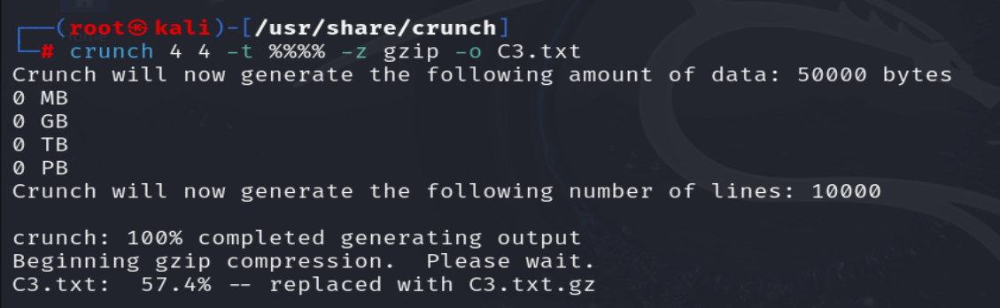 ┌──(root㉿kali)-[/usr/share/crunch]
└─# crunch 4 4 -t %%%% -z gzip -o C3.txt
Crunch will now generate the following amount of data: 50000 bytes
0 MB
0 GB
0 TB
0 PB
Crunch will now generate the following number of lines: 10000

crunch: 100% completed generating output
Beginning gzip compression.  Please wait.
C3.txt:  57.4% -- replaced with C3.txt.gz